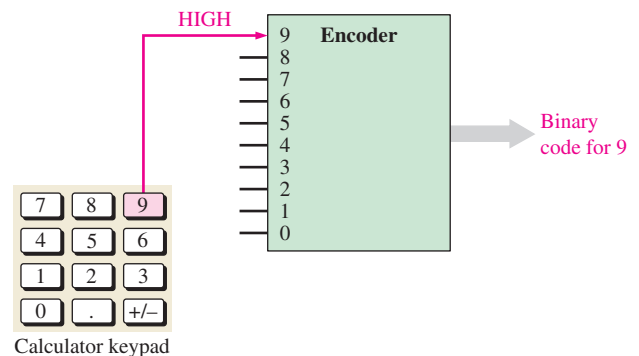 HIGH
9 Encoder
8
7
6
5
4
3
2
1
0
Binary
code for 9
7 8 9
4 5 6
1 2 3
0 . +/–
Calculator keypad